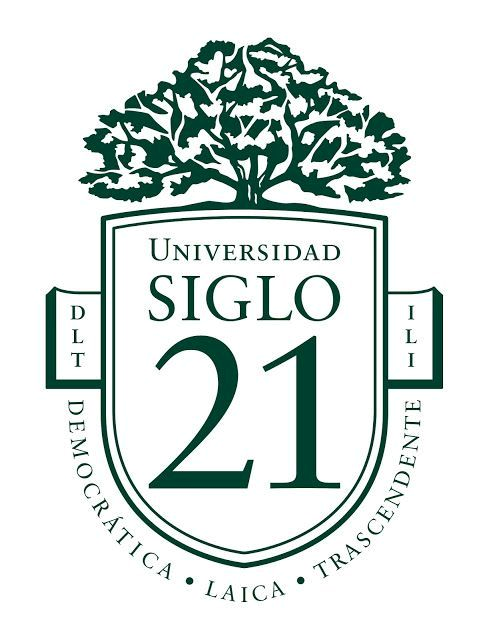 UNIVERSIDAD
SIGLO
21
DLT
ILI
DEMOCRÁTICA • LAICA • TRASCENDENTE